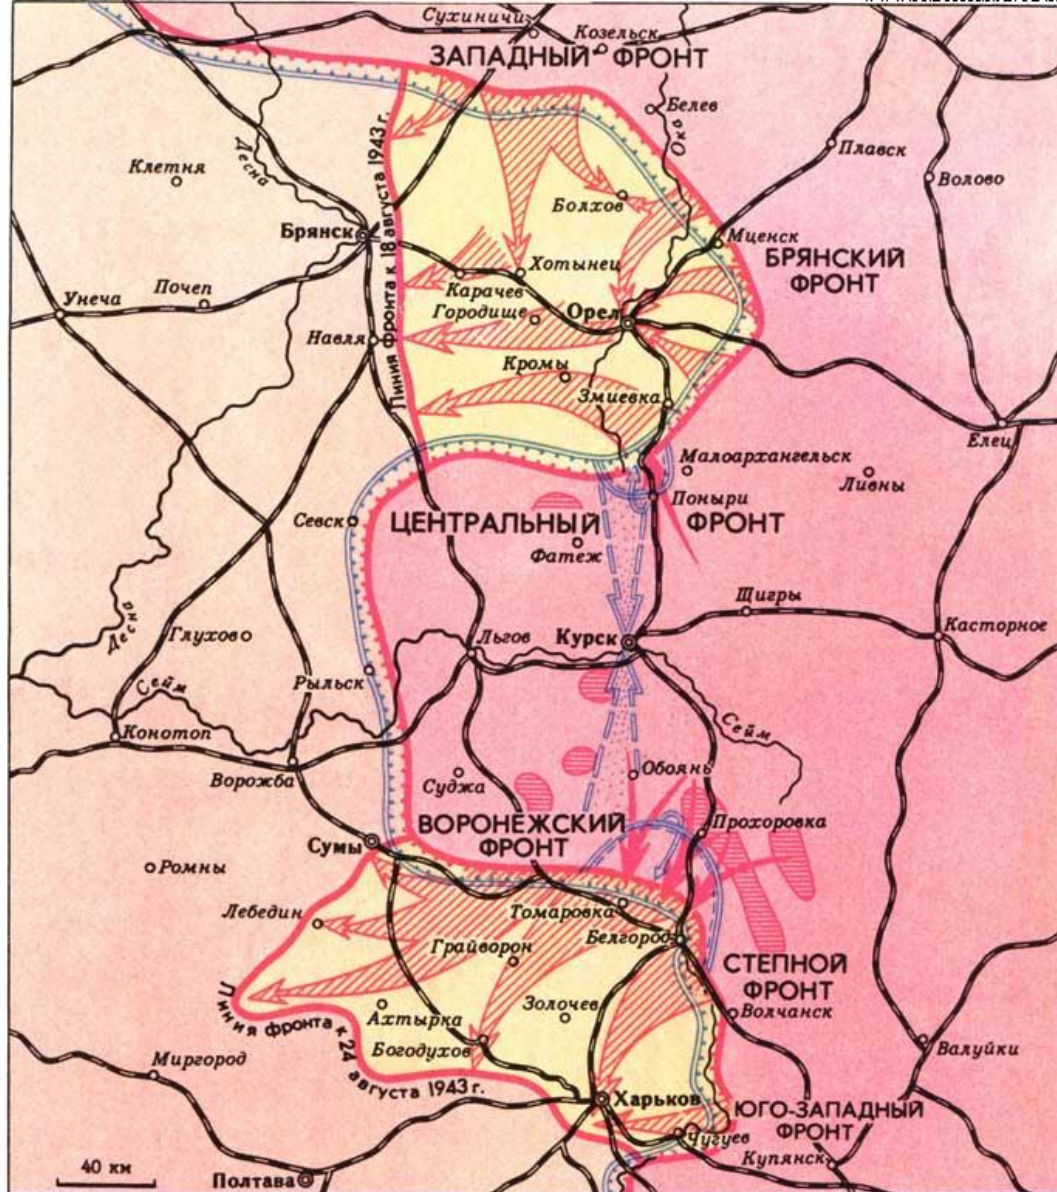 Сухиничи
Козельск
ЗАПАДНЫЙ ФРОНТ
Белев
Ока
Плавск
Десна
Клетня
Волово
Болхов
Линия фронта к 18 августа 1943 г.
Брянск
Мценск
БРЯНСКИЙ
ФРОНТ
Хотынец
Карачев
Почеп
Унеча
Городище
Орел
Навля
Кромы
Змиевка
Елец
Малоархангельск
Ливны
Поныри
Севск
ЦЕНТРАЛЬНЫЙ ФРОНТ
Фатеж
Щигры
Десна
Глухов
Льгов
Курск
Касторное
Рыльск
Сейм
Сейм
Конотоп
Ворожба
Суджа
Обоянь
ВОРОНЕЖСКИЙ
ФРОНТ
Прохоровка
Сумы
Ромны
Лебедин
Томаровка
Белгород
Грайворон
СТЕПНОЙ
ФРОНТ
Золочев
Волчанск
Ахтырка
Линия фронта к 24 августа 1943 г.
Богодухов
Валуйки
Миргород
Харьков
ЮГО-ЗАПАДНЫЙ
ФРОНТ
Чугуев
Купянск
40 км
Полтава